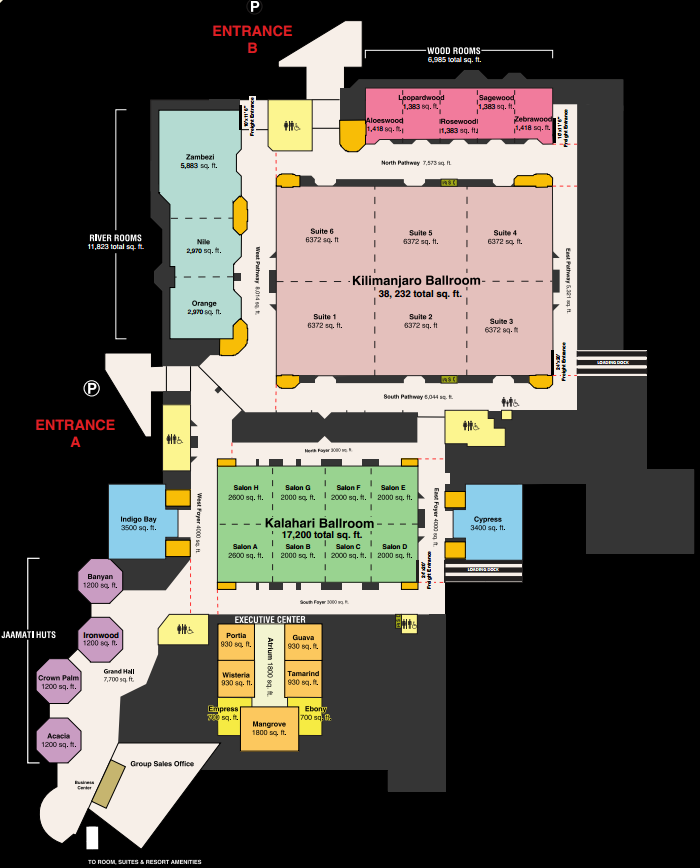 P
ENTRANCE
B
WOOD ROOMS
6,985 total sq. ft.
Leopardwood
1,383 sq. ft.
Sagewood
1,383 sq. ft.
Aloeswood
1,418 sq. ft.
Rosewood
1,383 sq. ft.
Zebrawood
1,418 sq. ft.
Freight Entrance
Freight Entrance
North Pathway 7,573 sq. ft.
Zambezi
5,883 sq. ft.
RIVER ROOMS
11,823 total sq. ft.
Nile
2,970 sq. ft.
Orange
2,970 sq. ft.
West Pathway 8,014 sq. ft.
Suite 6
6372 sq. ft
Suite 5
6372 sq. ft.
Suite 4
6372 sq. ft.
Kilimanjaro Ballroom
38, 232 total sq. ft.
Suite 1
6372 sq. ft.
Suite 2
6372 sq. ft.
Suite 3
6372 sq. ft.
East Pathway 5,321 sq. ft.
Freight Entrance
LOADING DOCK
South Pathway 6,044 sq. ft.
P
ENTRANCE
A
North Foyer 3000 sq. ft.
Salon H
2600 sq. ft.
Salon G
2000 sq. ft.
Salon F
2000 sq. ft.
Salon E
2000 sq. ft.
Kalahari Ballroom
17,200 total sq. ft.
Salon A
2600 sq. ft.
Salon B
2000 sq. ft.
Salon C
2000 sq. ft.
Salon D
2000 sq. ft.
West Foyer 4000 sq. ft.
East Foyer 4000 sq. ft.
Freight Entrance
Indigo Bay
3500 sq. ft.
Cypress
3400 sq. ft.
LOADING DOCK
South Foyer 3000 sq. ft.
JAAMATI HUTS
Banyan
1200 sq. ft.
Ironwood
1200 sq. ft.
Crown Palm
1200 sq. ft.
Acacia
1200 sq. ft.
Grand Hall
7,700 sq. ft.
EXECUTIVE CENTER
Portia
930 sq. ft.
Guava
930 sq. ft.
Atrium 1800 sq. ft.
Wisteria
930 sq. ft.
Tamarind
930 sq. ft.
Empress
700 sq. ft.
Ebony
700 sq. ft.
Mangrove
1800 sq. ft.
Group Sales Office
Business
Center
TO ROOM, SUITES & RESORT AMENITIES